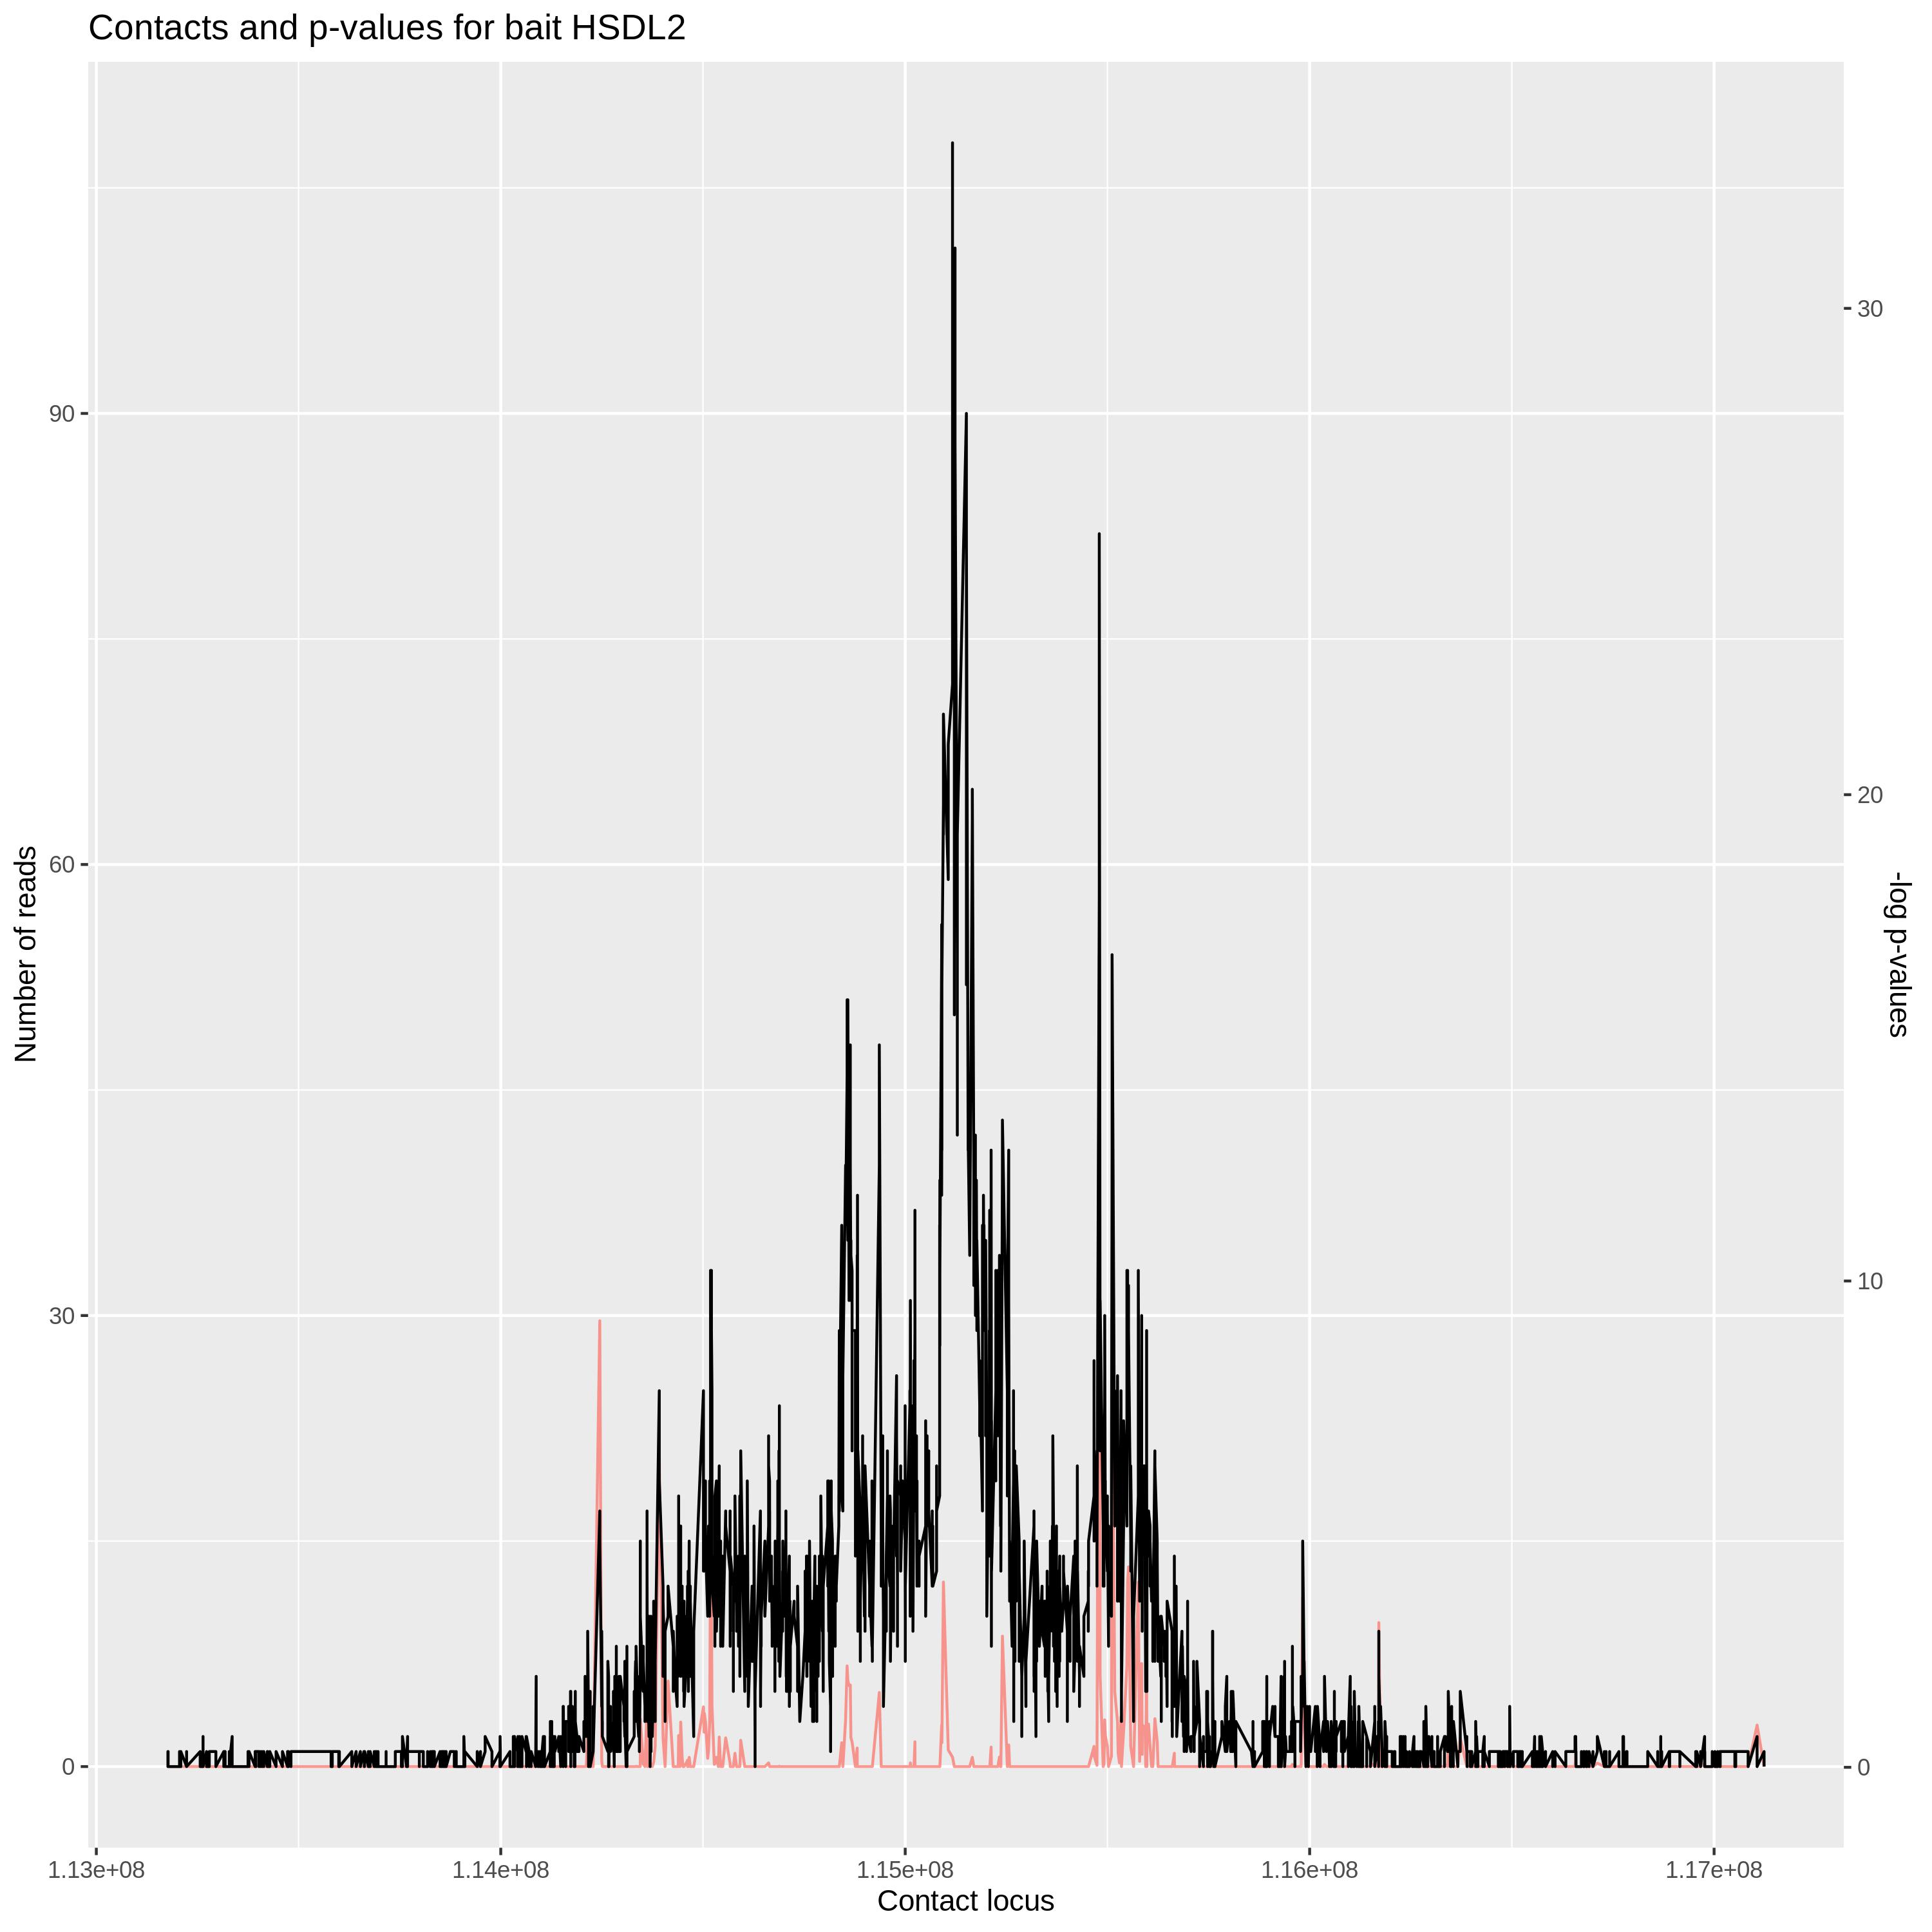 Contacts and p-values for bait HSDL2
90
60
30
0
Number of reads
30
20
10
0
-log p-values
1.13e+08
1.14e+08
1.15e+08
1.16e+08
1.17e+08
Contact locus